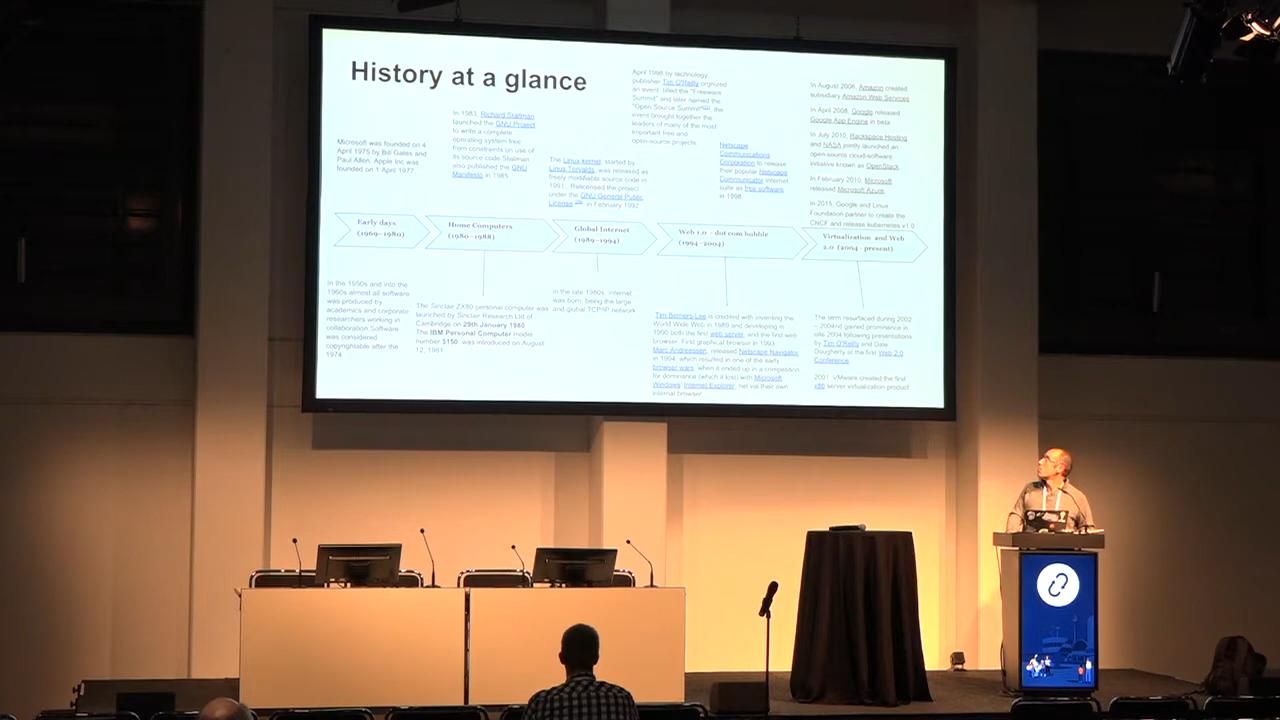 History at a glance
Microsoft was founded on 4
April 1975 by Bill Gates and
Paul Allen. Apple Inc was
founded on 1 April 1977
In 1983, Richard Stallman
launched the GNU Project
to write a complete
operating system free
from constraints on use of
its source code. Stallman
also published the GNU
Manifesto in 1985
The Linux kernel, started by
Linus Torvalds, was released as
freely modifiable source code in
1991. Relicensed the project
under the GNU General Public
License in February 1992
April 1998 by technology
publisher Tim O'Reilly orgnized
an event titled the "Freeware
Summit" and later named the
"Open Source Summit", the
event brought together the
leaders of many of the most
important free and
open-source projects
Netscape
Communications
Corporation to release
their popular Netscape
Communicator Internet
suite as free software
in 1998
In August 2006, Amazon created
subsidiary Amazon Web Services
In April 2008, Google released
Google App Engine in beta
In July 2010, Rackspace Hosting
and NASA jointly launched an
open-source cloud-software
initiative known as OpenStack
In February 2010, Microsoft
released Microsoft Azure
In 2015, Google and Linux
Foundation partner to create the
CNCF and release kubernetes v1.0
Early days
(1969–1980)
Home Computers
(1980–1988)
Global Internet
(1989–1994)
Web 1.0 – dot com bubble
(1994–2004)
Virtualization and Web
2.0 (2004 - present)
In the 1950s and into the
1960s almost all software
was produced by
academics and corporate
researchers working in
collaboration Software
was considered
copyrightable after the
1974
The Sinclair ZX80 personal computer was
launched by Sinclair Research Ltd of
Cambridge on 29th January 1980
The IBM Personal Computer model
number 5150 was introduced on August
12, 1981
in the late 1980s, internet
was born, being the large
and global TCP/IP network
Tim Berners-Lee is credited with inventing the
World Wide Web in 1989 and developing in
1990 both the first web server, and the first web
browser. First graphical browser in 1993.
Marc Andreessen, released Netscape Navigator
in 1994, which resulted in one of the early
browser wars, when it ended up in a competition
for dominance (which it lost) with Microsoft
Windows' Internet Explorer, net via their own
internal browser
The term resurfaced during 2002
– 2004nd gained prominence in
late 2004 following presentations
by Tim O'Reilly and Dale
Dougherty at the first Web 2.0
Conference
2001: VMware created the first
x86 server virtualization product